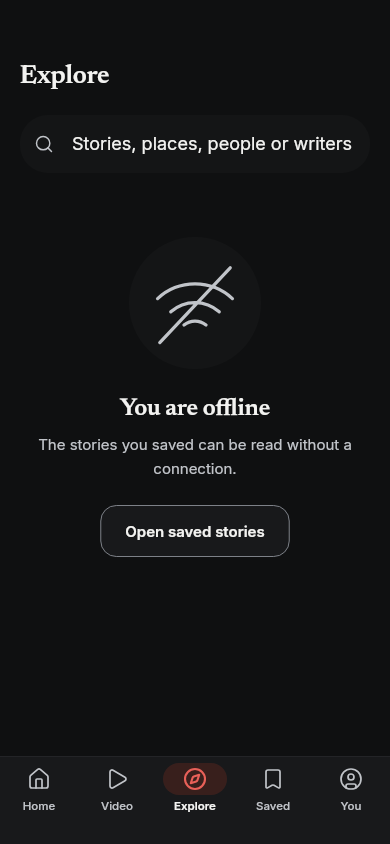 Explore
Stories, places, people or writers
You are offline
The stories you saved can be read without a
connection.
Open saved stories
Home
Video
Explore
Saved
You